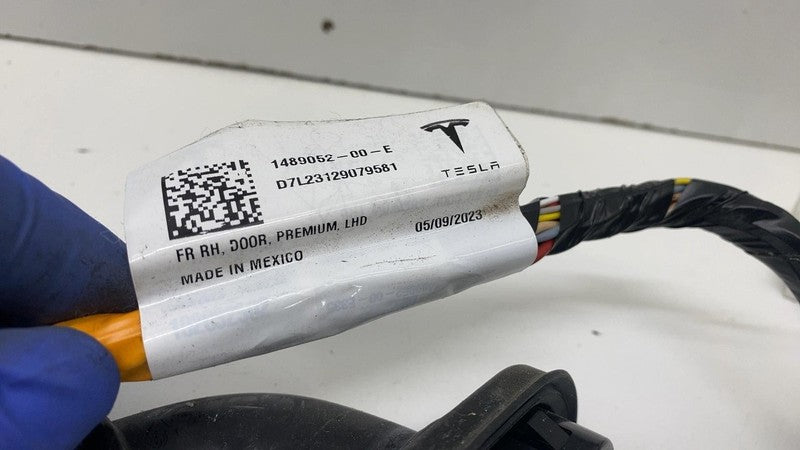 1489052-00-E
D7L23129079581
TESLA
FR RH, DOOR, PREMIUM, LHD
05/09/2023
MADE IN MEXICO